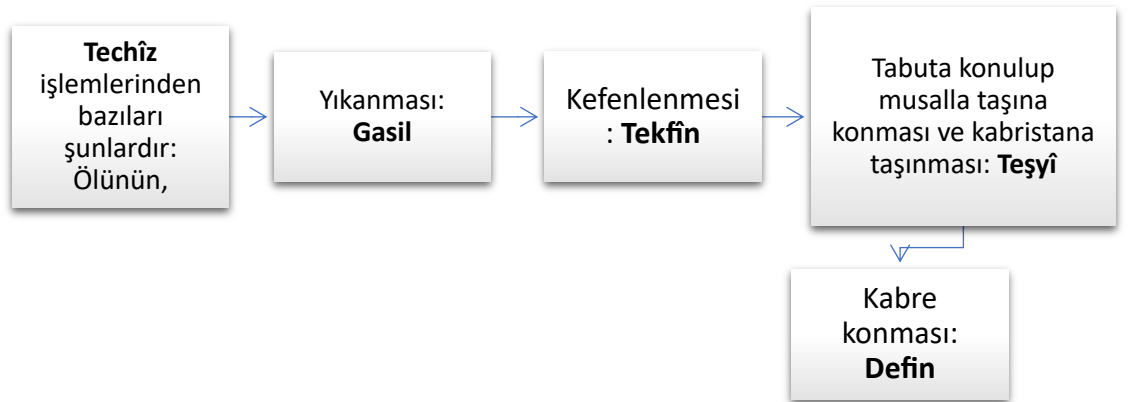 Techîz
işlemlerinden
bazıları
şunlardır:
Ölünün,
Yıkanması:
Gasil
Kefenlenmesi
: Tekfîn
Tabuta konulup
musalla taşına
konması ve kabristana
taşınması: Teşyî
Kabre
konması:
Defin